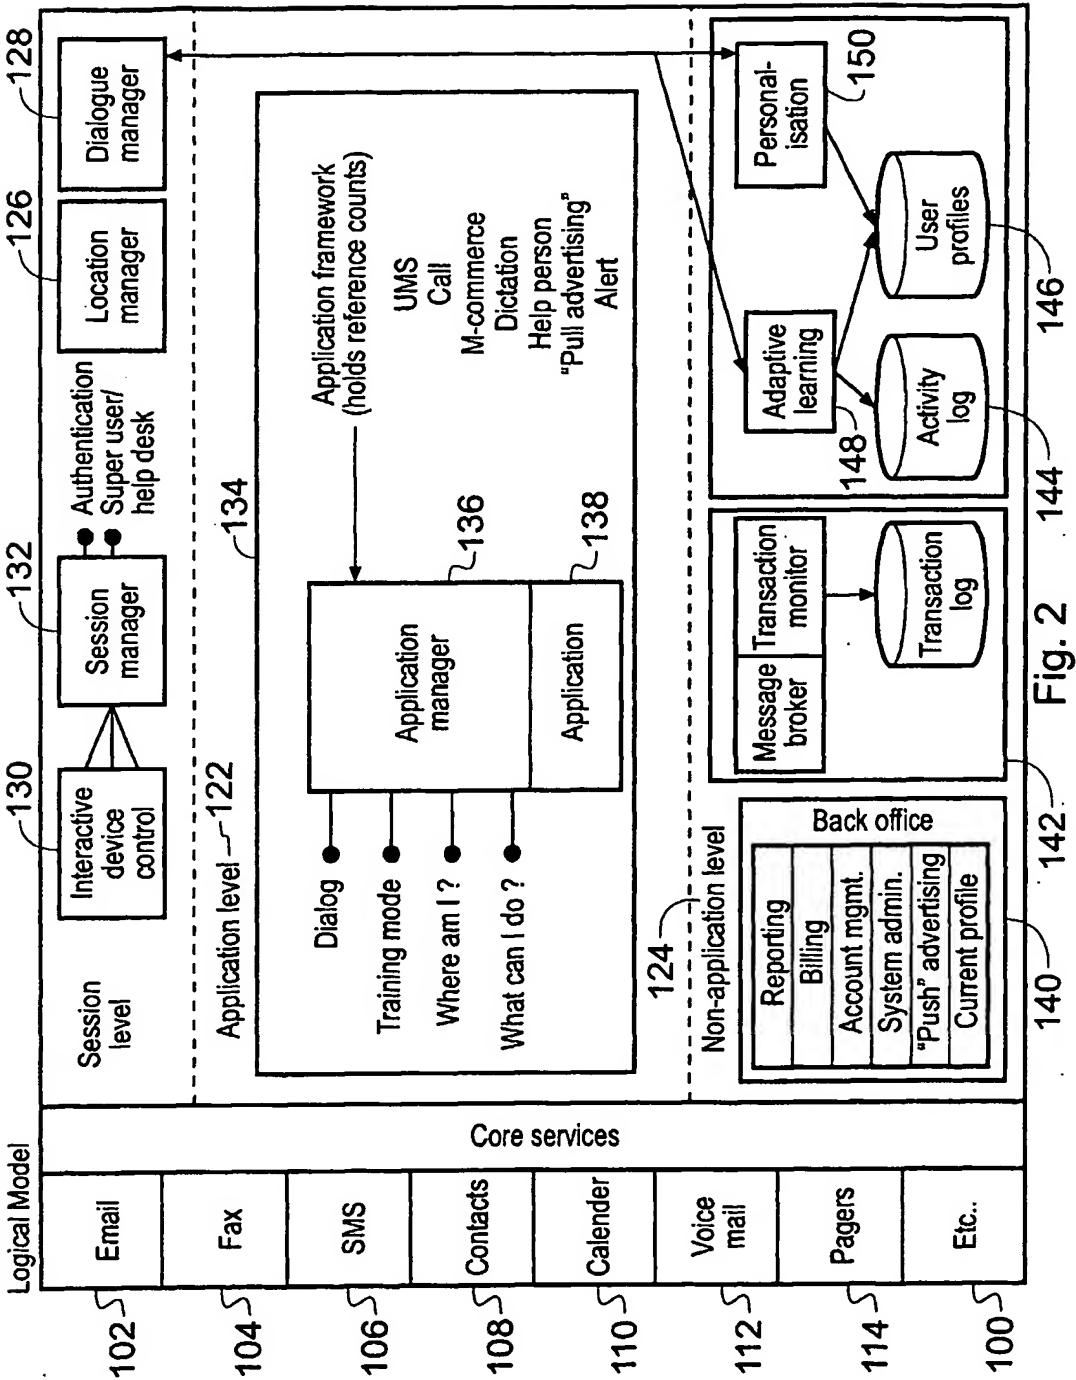 Logical Model
Email
Fax
SMS
Contacts
Calender
Voice
mail
Pagers
Etc..
102
104
106
108
110
112
114
100
Core services
Session
level
Interactive
device
control
130
Session
manager
132
Authentication
Super user/
help desk
Location
manager
126
Dialogue
manager
128
Application level
122
134
Dialog
Training mode
Where am I ?
What can I do ?
Application
manager
136
Application
138
Application framework
(holds reference counts)
UMS
Call
M-commerce
Dictation
Help person
“Pull advertising”
Alert
Non-application level
124
Back office
Reporting
Billing
Account mgmt.
System admin.
“Push” advertising
Current profile
140
Message
broker
Transaction
monitor
Transaction
log
142
Adaptive
learning
148
Personal-
isation
150
Activity
log
144
User
profiles
146
Fig. 2